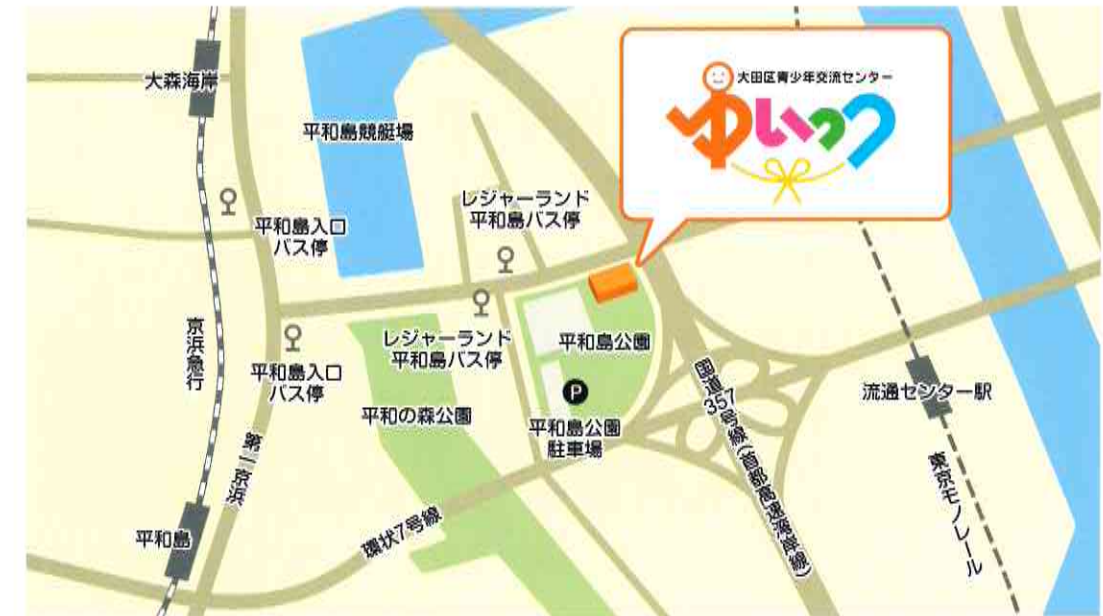 大森海岸
平和島競艇場
大田区青少年交流センター
ゆいっつ
平和島入口
バス停
レジャーランド
平和島バス停
京浜急行
平和島入口
バス停
レジャーランド
平和島バス停
平和島公園
P
平和島公園
駐車場
平和の森公園
国道357号線(首都高速湾岸線)
流通センター駅
第一京浜
平和島
環状7号線
東京モノレール